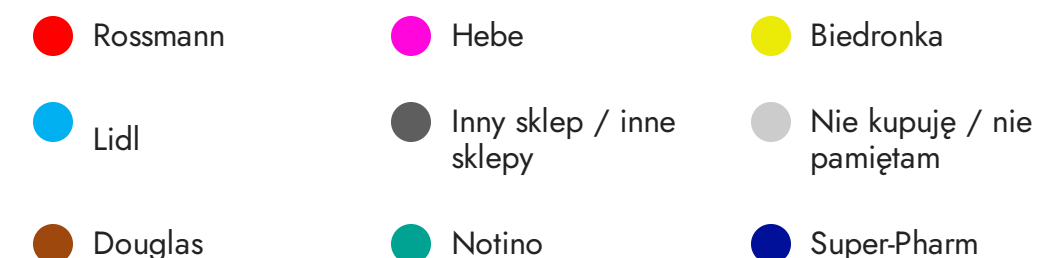 Rossmann
Hebe
Biedronka
Lidl
Inny sklep / inne
sklepy
Nie kupuję / nie
pamiętam
Douglas
Notino
Super-Pharm